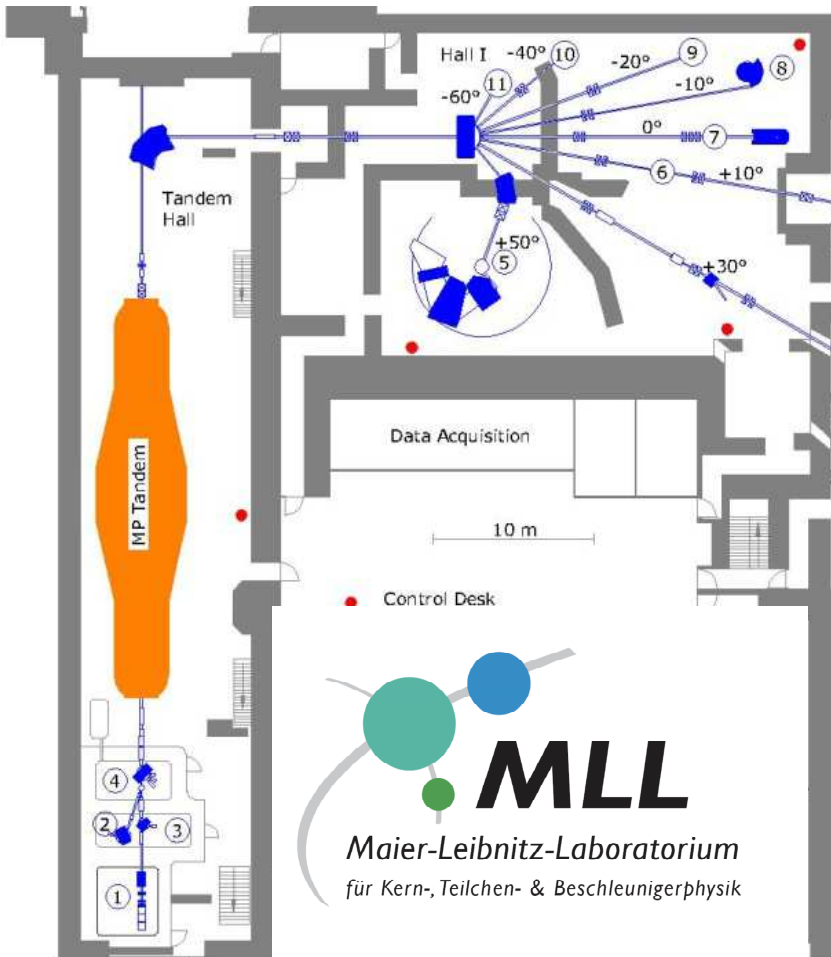 Hall I
-40°
10
-20°
9
8
11
-60°
-10°
0°
7
6
+10°
Tandem
Hall
+50°
5
+30°
MP Tandem
Data Acquisition
10 m
Control Desk
4
2
3
1
MLL
Maier-Leibnitz-Laboratorium
für Kern-, Teilchen- & Beschleunigerphysik